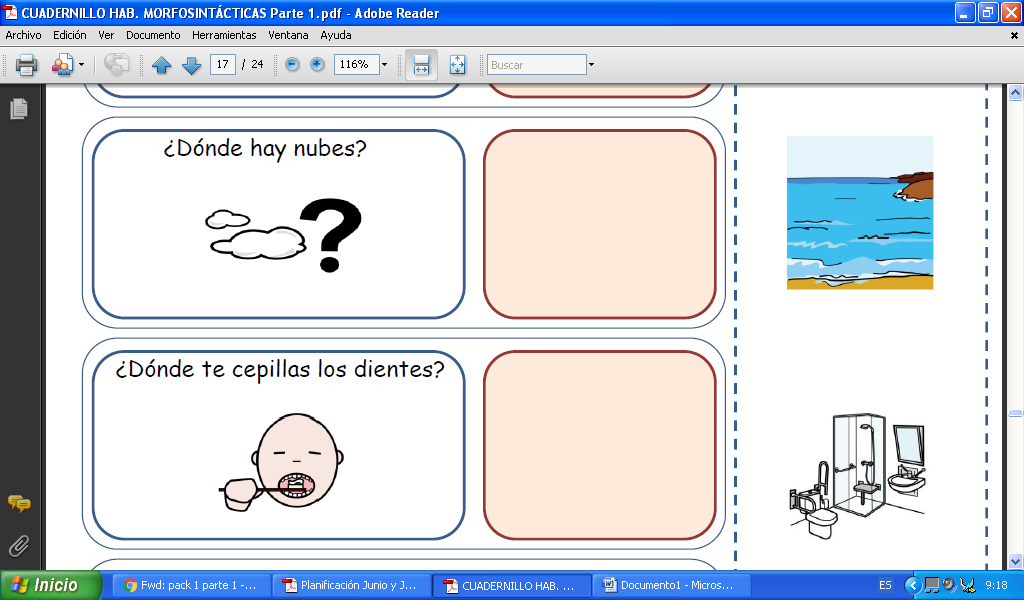 CUADERNILLO HAB. MORFOSINTÁCTICAS Parte 1.pdf - Adobe Reader
Archivo Edición Ver Documento Herramientas Ventana Ayuda
17 / 24 116% Buscar
¿Dónde hay nubes?
?
¿Dónde te cepillas los dientes?
Inicio Fwd: pack 1 parte 1 -... Planificación Junio y J... CUADERNILLO HAB. ... Documento1 - Micros... ES 9:18